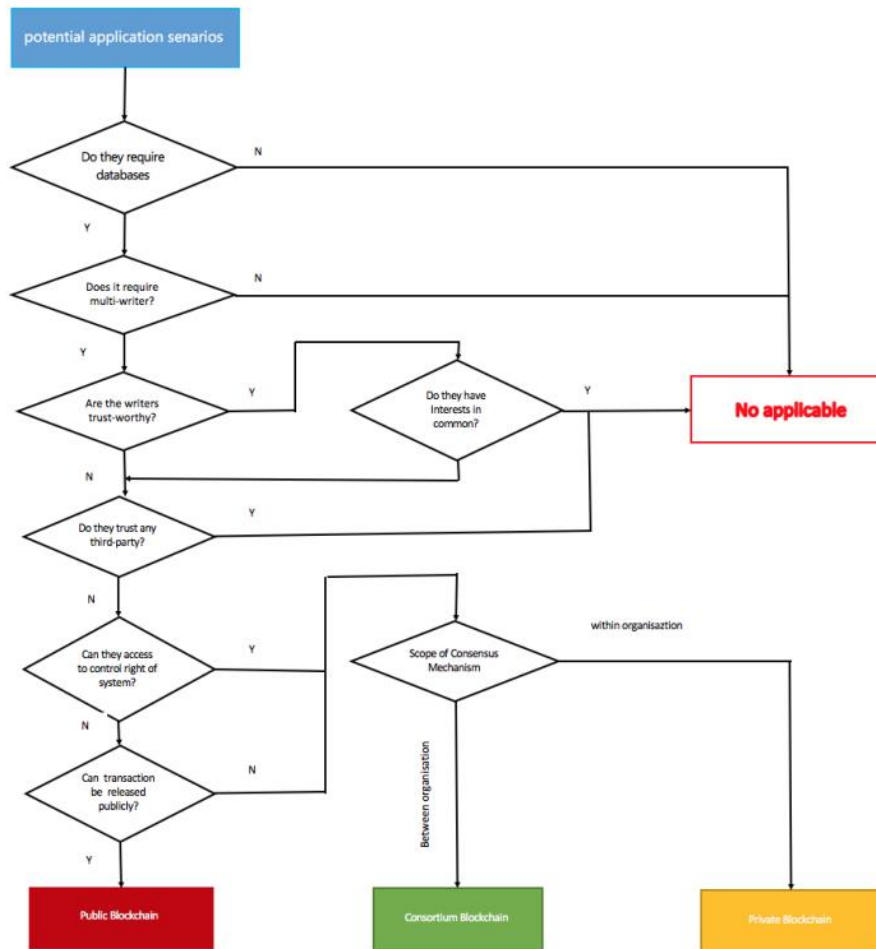 potential application senarios
Do they require
databases
N
Y
Does it require
multi-writer?
N
Y
Are the writers
trust-worthy?
Y
Do they have
Interests in
common?
Y
No applicable
N
Do they trust any
third-party?
Y
N
Can they access
to control right of
system?
Y
Scope of Consensus
Mechanism
within organisaztion
N
Can transaction
be released
publicly?
N
Between organisation
Y
Public Blockchain
Consortium Blockchain
Private Blockchain